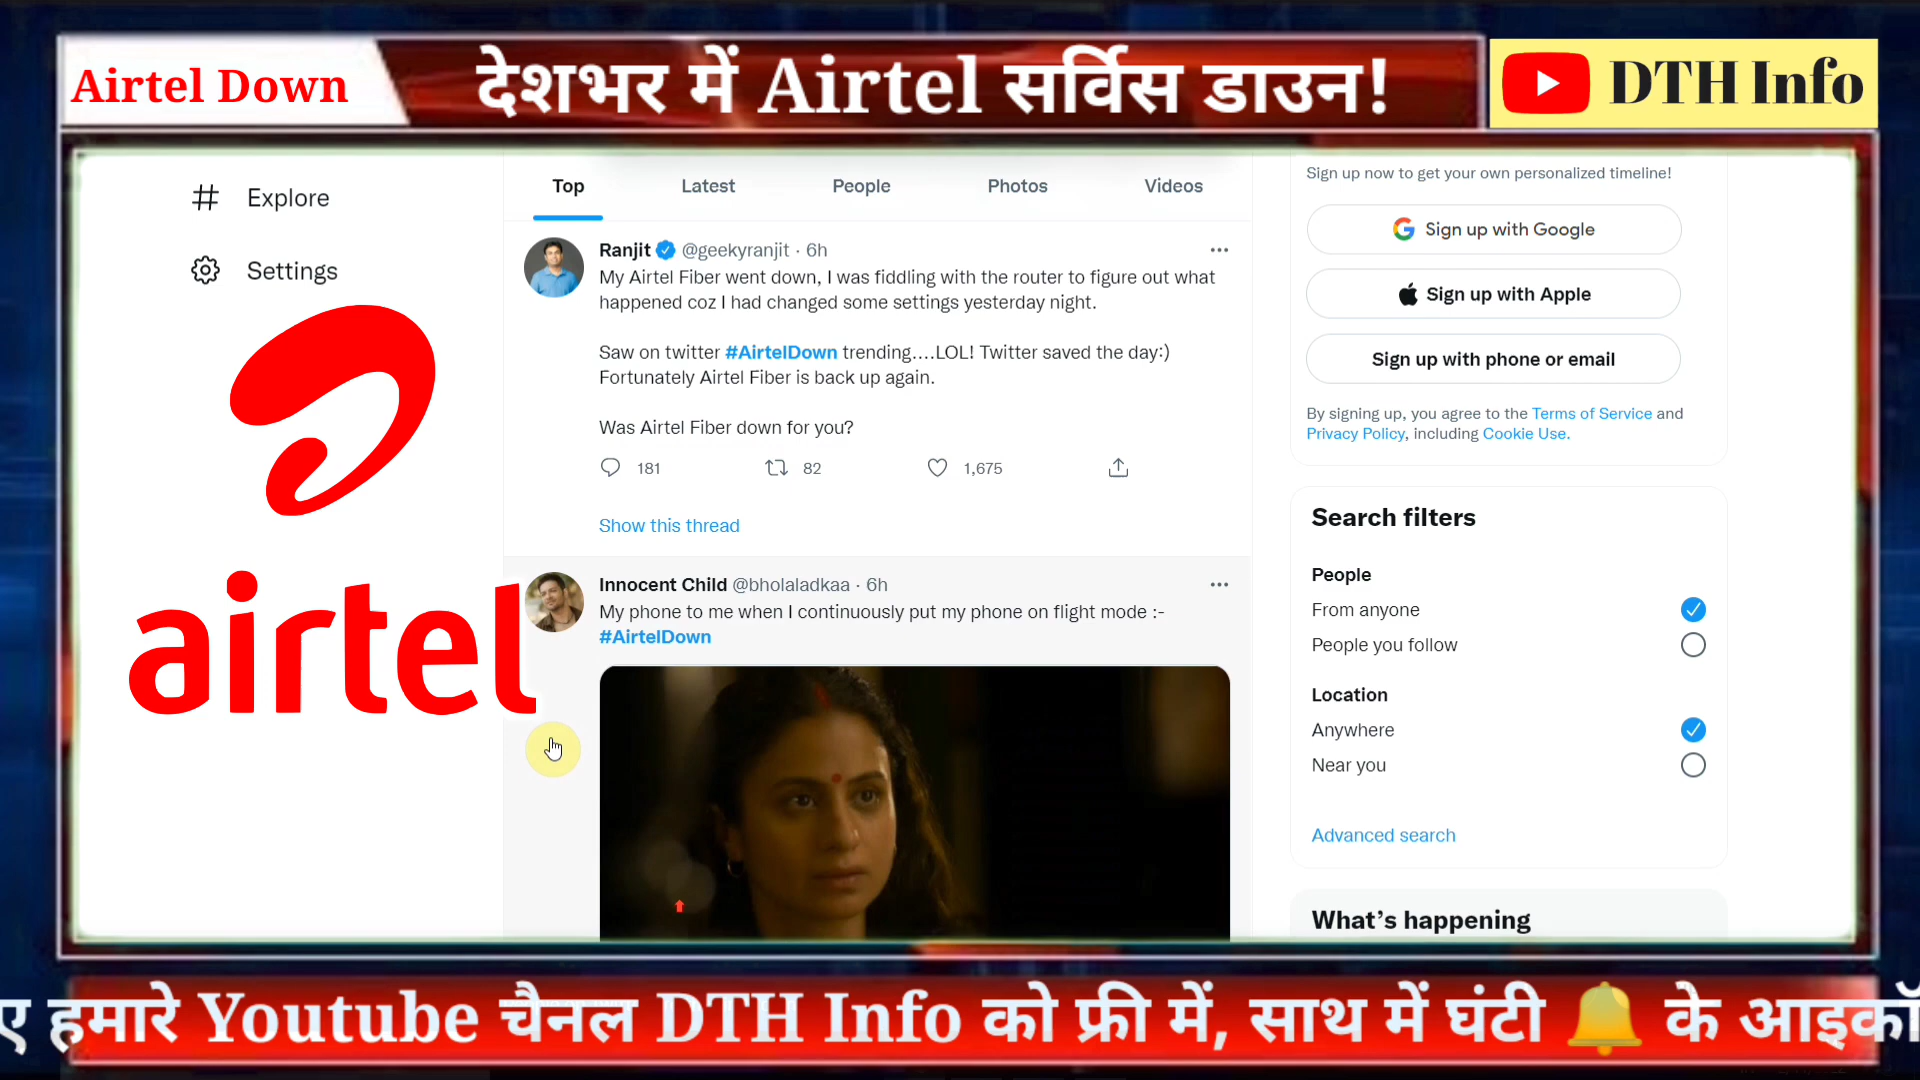 Airtel Down
देशभर में Airtel सर्विस डाउन!
DTH Info
Explore
Settings
airtel
Top Latest People Photos Videos
Ranjit @geekyranjit · 6h
My Airtel Fiber went down, I was fiddling with the router to figure out what
happened coz I had changed some settings yesterday night.
Saw on twitter #AirtelDown trending....LOL! Twitter saved the day:)
Fortunately Airtel Fiber is back up again.
Was Airtel Fiber down for you?
181 82 1,675
Show this thread
Innocent Child @bholaladkaa · 6h
My phone to me when I continuously put my phone on flight mode :-
#AirtelDown
Sign up now to get your own personalized timeline!
Sign up with Google
Sign up with Apple
Sign up with phone or email
By signing up, you agree to the Terms of Service and
Privacy Policy, including Cookie Use.
Search filters
People
From anyone
People you follow
Location
Anywhere
Near you
Advanced search
What's happening
हमारे Youtube चैनल DTH Info को फ्री में, साथ में घंटी 🔔 के